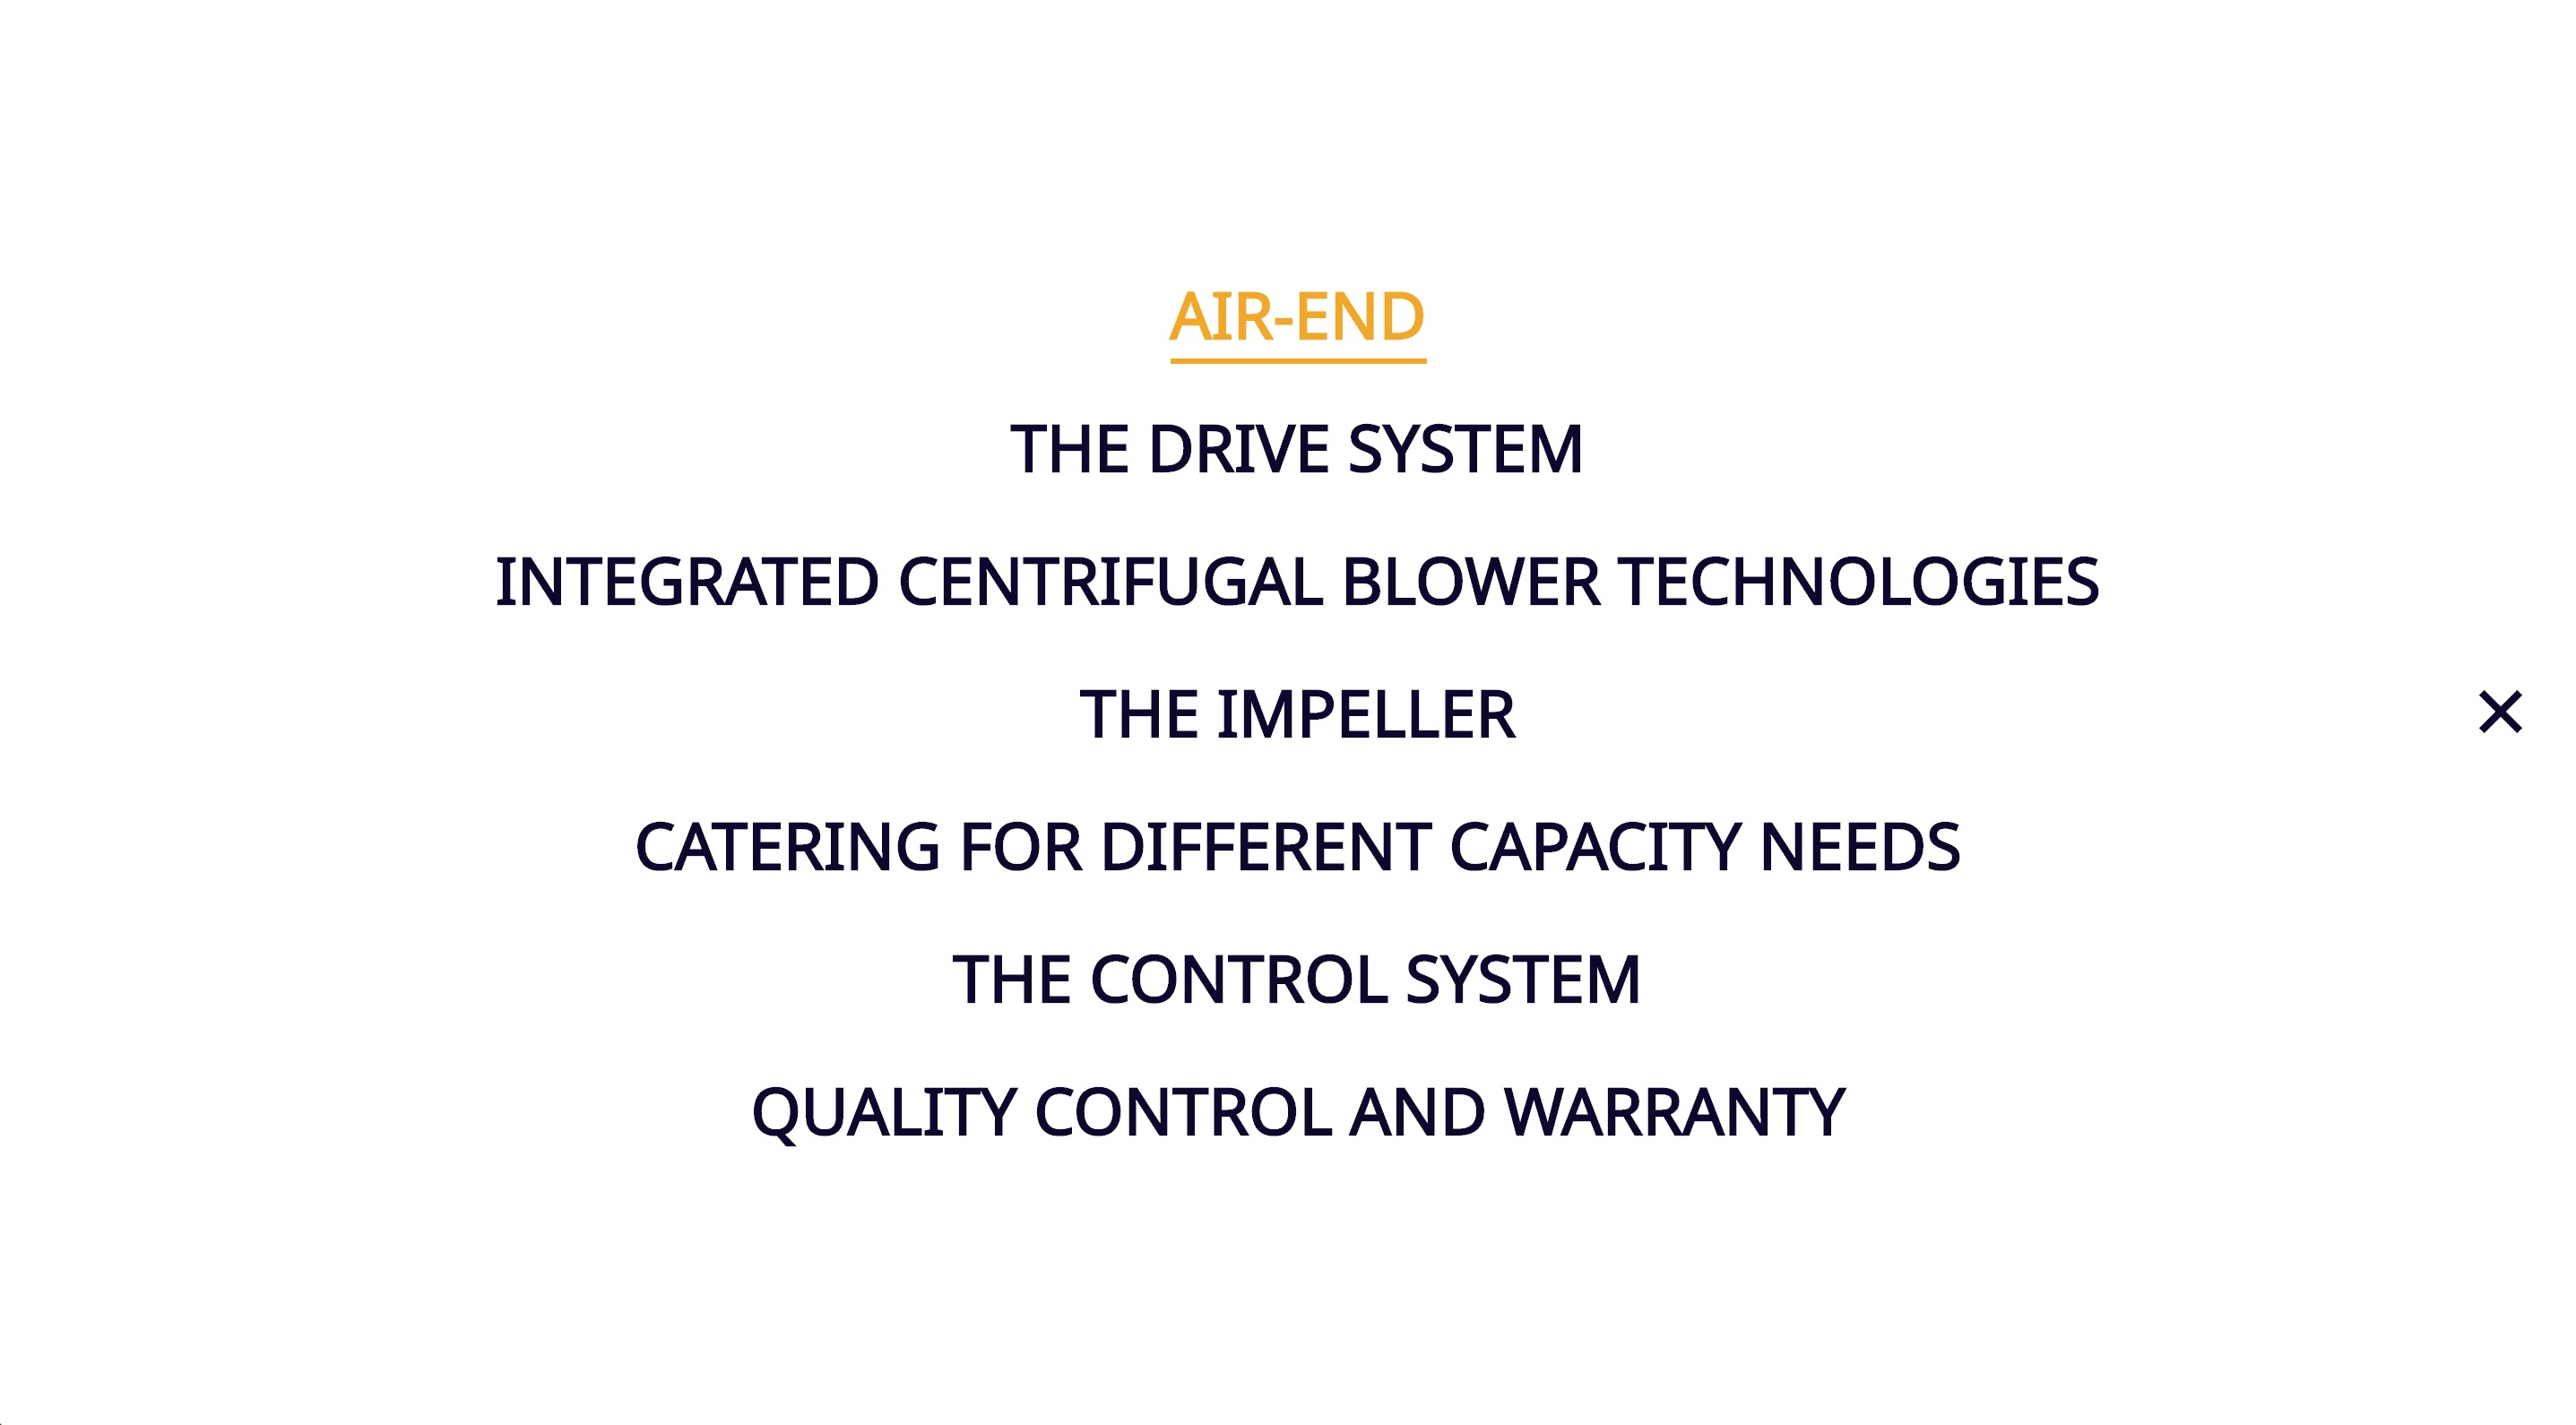 AIR-END
THE DRIVE SYSTEM
INTEGRATED CENTRIFUGAL BLOWER TECHNOLOGIES
THE IMPELLER
CATERING FOR DIFFERENT CAPACITY NEEDS
THE CONTROL SYSTEM
QUALITY CONTROL AND WARRANTY